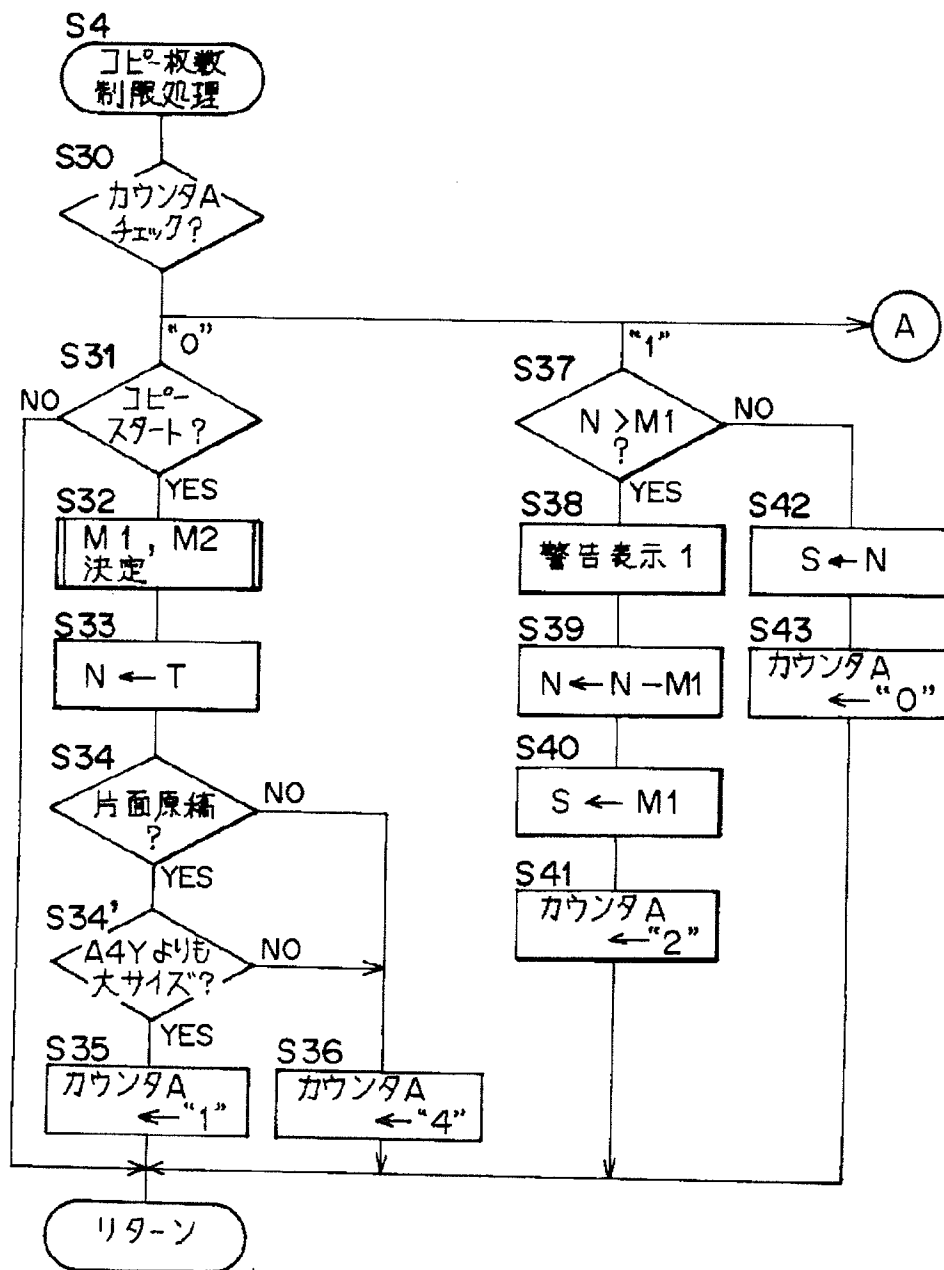 S4
コピー枚数
制限処理
S30
カウンタA
チェック?
"0"
"1"
A
S31
コピー
スタート?
NO
YES
S32
M1, M2
決定
S33
N←T
S34
片面原稿
?
NO
YES
S34'
A4Yよりも
大サイズ?
NO
YES
S35
カウンタA
←"1"
S36
カウンタA
←"4"
S37
N>M1
?
NO
YES
S38
警告表示1
S39
N←N-M1
S40
S←M1
S41
カウンタA
←"2"
S42
S←N
S43
カウンタA
←"0"
リターン